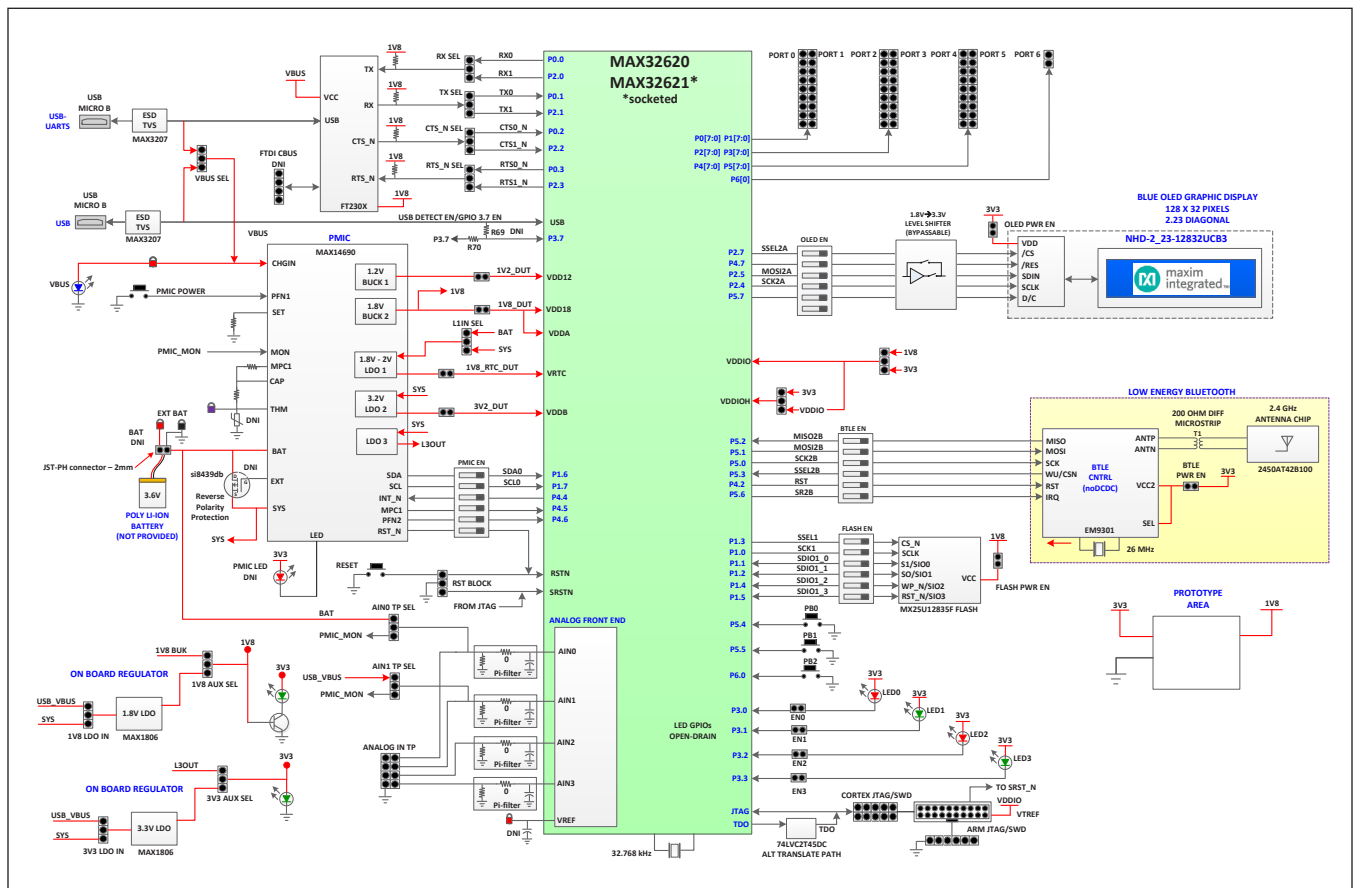 MAX32620
MAX32621*
*socketed
USB-UARTS
USB MICRO B
ESD TVS
MAX3207
VBUS
VCC
USB
TX
RX
CTS_N
RTS_N
FT230X
1V8
1V8
1V8
1V8
1V8
RX SEL
RX0
RX1
TX SEL
TX0
TX1
CTS_N SEL
CTS0_N
CTS1_N
RTS_N SEL
RTS0_N
RTS1_N
P0.0
P2.0
P0.1
P2.1
P0.2
P2.2
P0.3
P2.3
VBUS SEL
FTDI CBUS
DNI
USB
USB MICRO B
ESD TVS
MAX3207
USB DETECT EN/GPIO 3.7 EN
USB
R69
DNI
P3.7
R70
P3.7
VBUS
PMIC
MAX14690
VBUS
CHGIN
PMIC POWER
PFN1
SET
PMIC_MON
MON
MPC1
CAP
THM
DNI
EXT BAT
BAT
DNI
JST-PH connector – 2mm
3.6V
POLY LI-ION
BATTERY
(NOT PROVIDED)
BAT
si8439db
DNI
EXT
Reverse
Polarity
Protection
SYS
SYS
LED
PMIC LED
DNI
3V3
1.2V
BUCK 1
1V2_DUT
VDD12
1.8V
BUCK 2
1V8
1V8_DUT
VDD18
VDDA
L1IN SEL
BAT
SYS
1.8V - 2V
LDO 1
1V8_RTC_DUT
VRTC
3.2V
LDO 2
SYS
3V2_DUT
VDDB
LDO 3
SYS
L3OUT
PMIC EN
SDA
SCL
INT_N
MPC1
PFN2
RST_N
SDA0
SCL0
P1.6
P1.7
P4.4
P4.5
P4.6
RESET
RST BLOCK
RSTN
SRSTN
FROM JTAG
BAT
AIN0 TP SEL
PMIC_MON
AIN1 TP SEL
USB_VBUS
PMIC_MON
ANALOG IN TP
ANALOG FRONT END
0
Pi-filter
AIN0
0
Pi-filter
AIN1
0
Pi-filter
AIN2
0
Pi-filter
AIN3
VREF
DNI
32.768 kHz
ON BOARD REGULATOR
1V8 BUK
1V8
1V8 AUX SEL
3V3
USB_VBUS
SYS
1V8 LDO IN
1.8V LDO
MAX1806
ON BOARD REGULATOR
L3OUT
3V3
3V3 AUX SEL
USB_VBUS
SYS
3V3 LDO IN
3.3V LDO
MAX1806
PORT 0
PORT 1
PORT 2
PORT 3
PORT 4
PORT 5
PORT 6
P0[7:0] P1[7:0]
P2[7:0] P3[7:0]
P4[7:0] P5[7:0]
P6[0]
BLUE OLED GRAPHIC DISPLAY
128 X 32 PIXELS
2.23 DIAGONAL
NHD-2_23-12832UCB3
maxim
integrated™
OLED PWR EN
3V3
VDD
/CS
/RES
SDIN
SCLK
D/C
1.8V→3.3V
LEVEL SHIFTER
(BYPASSABLE)
OLED EN
SSEL2A
MOSI2A
SCK2A
P2.7
P4.7
P2.5
P2.4
P5.7
VDDIO
1V8
3V3
VDDIOH
3V3
VDDIO
LOW ENERGY BLUETOOTH
200 OHM DIFF
MICROSTRIP
T1
2.4 GHz
ANTENNA CHIP
2450AT42B100
BTLE EN
MISO2B
MOSI2B
SCK2B
SSEL2B
RST
SR2B
P5.2
P5.1
P5.0
P5.3
P4.2
P5.6
MISO
MOSI
SCK
WU/CSN
RST
IRQ
BTLE
CNTRL
(noDCDC)
ANTP
ANTN
VCC2
SEL
EM9301
BTLE
PWR EN
3V3
26 MHz
FLASH EN
SSEL1
SCK1
SDIO1_0
SDIO1_1
SDIO1_2
SDIO1_3
P1.3
P1.0
P1.1
P1.2
P1.4
P1.5
CS_N
SCLK
S1/SIO0
SO/SIO1
WP_N/SIO2
RST_N/SIO3
VCC
1V8
FLASH PWR EN
MX25U12835F FLASH
P5.4
PB0
P5.5
PB1
P6.0
PB2
PROTOTYPE
AREA
3V3
1V8
LED GPIOs
OPEN-DRAIN
P3.0
EN0
3V3
LED0
P3.1
EN1
3V3
LED1
P3.2
EN2
3V3
LED2
P3.3
EN3
3V3
LED3
JTAG
TDO
TDO
74LVC2T45DC
ALT TRANSLATE PATH
CORTEX JTAG/SWD
TO SRST_N
VDDIO
VTREF
ARM JTAG/SWD